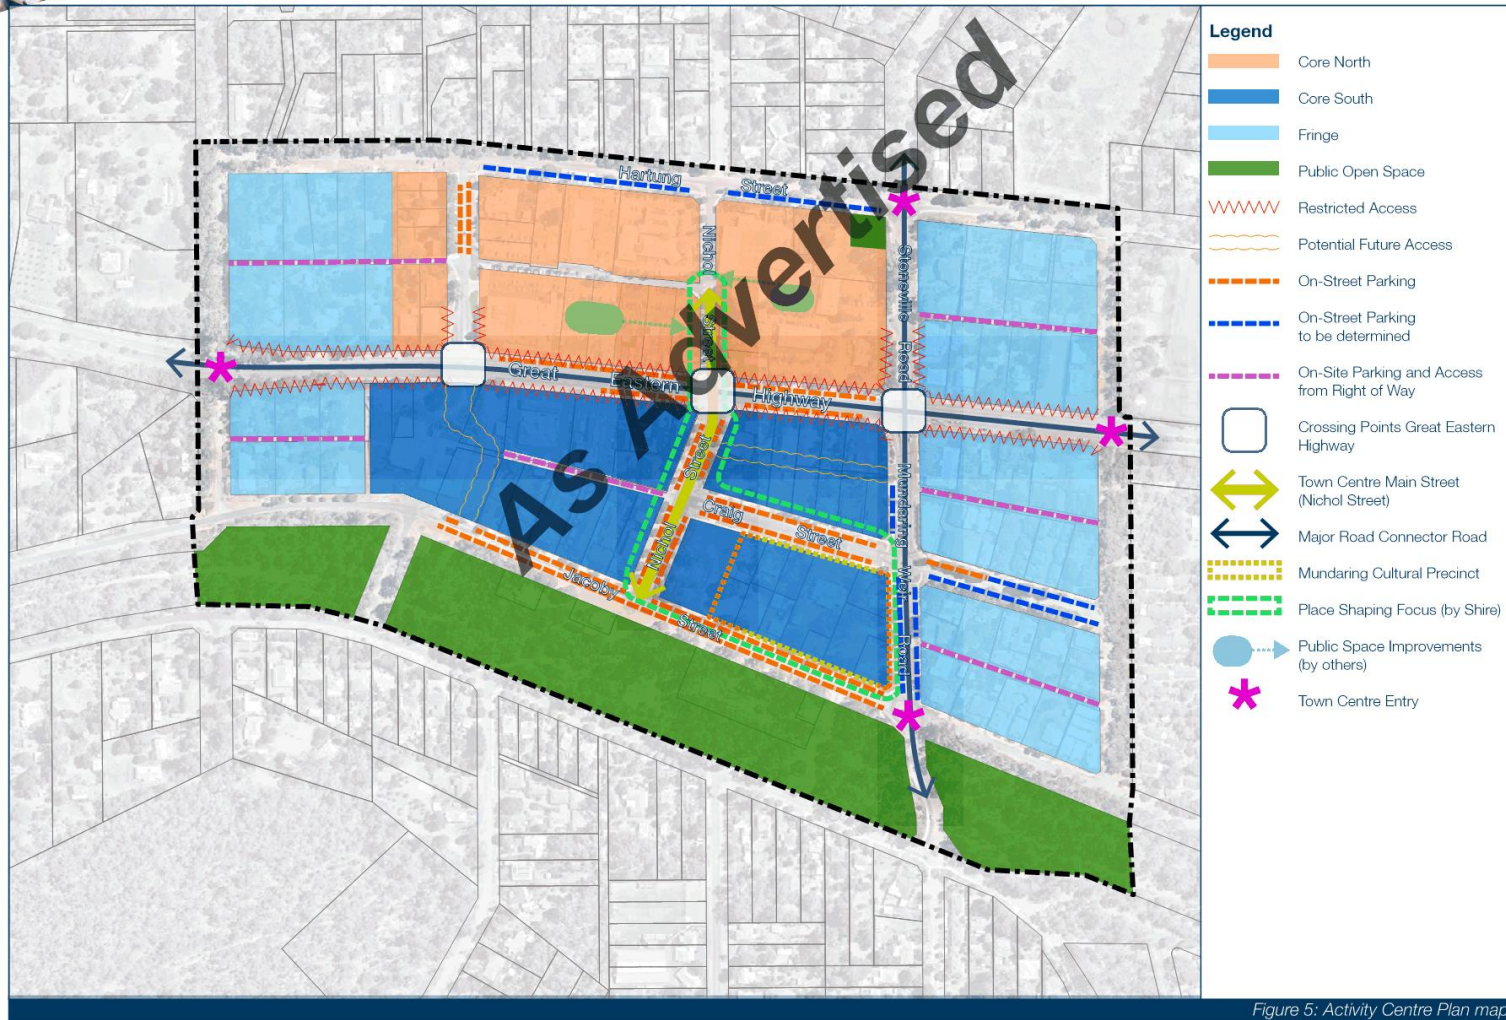 Legend
Core North
Core South
Fringe
Public Open Space
Restricted Access
Potential Future Access
On-Street Parking
On-Street Parking
to be determined
On-Site Parking and Access
from Right of Way
Crossing Points Great Eastern
Highway
Town Centre Main Street
(Nichol Street)
Major Road Connector Road
Mundaring Cultural Precinct
Place Shaping Focus (by Shire)
Public Space Improvements
(by others)
Town Centre Entry
As Advertised
Hartung Street
Nichol Street
Stoneville Road
Great Eastern Highway
Nichol Street
Craig Street
Mundaring Weir Road
Jacoby Street
Figure 5: Activity Centre Plan map